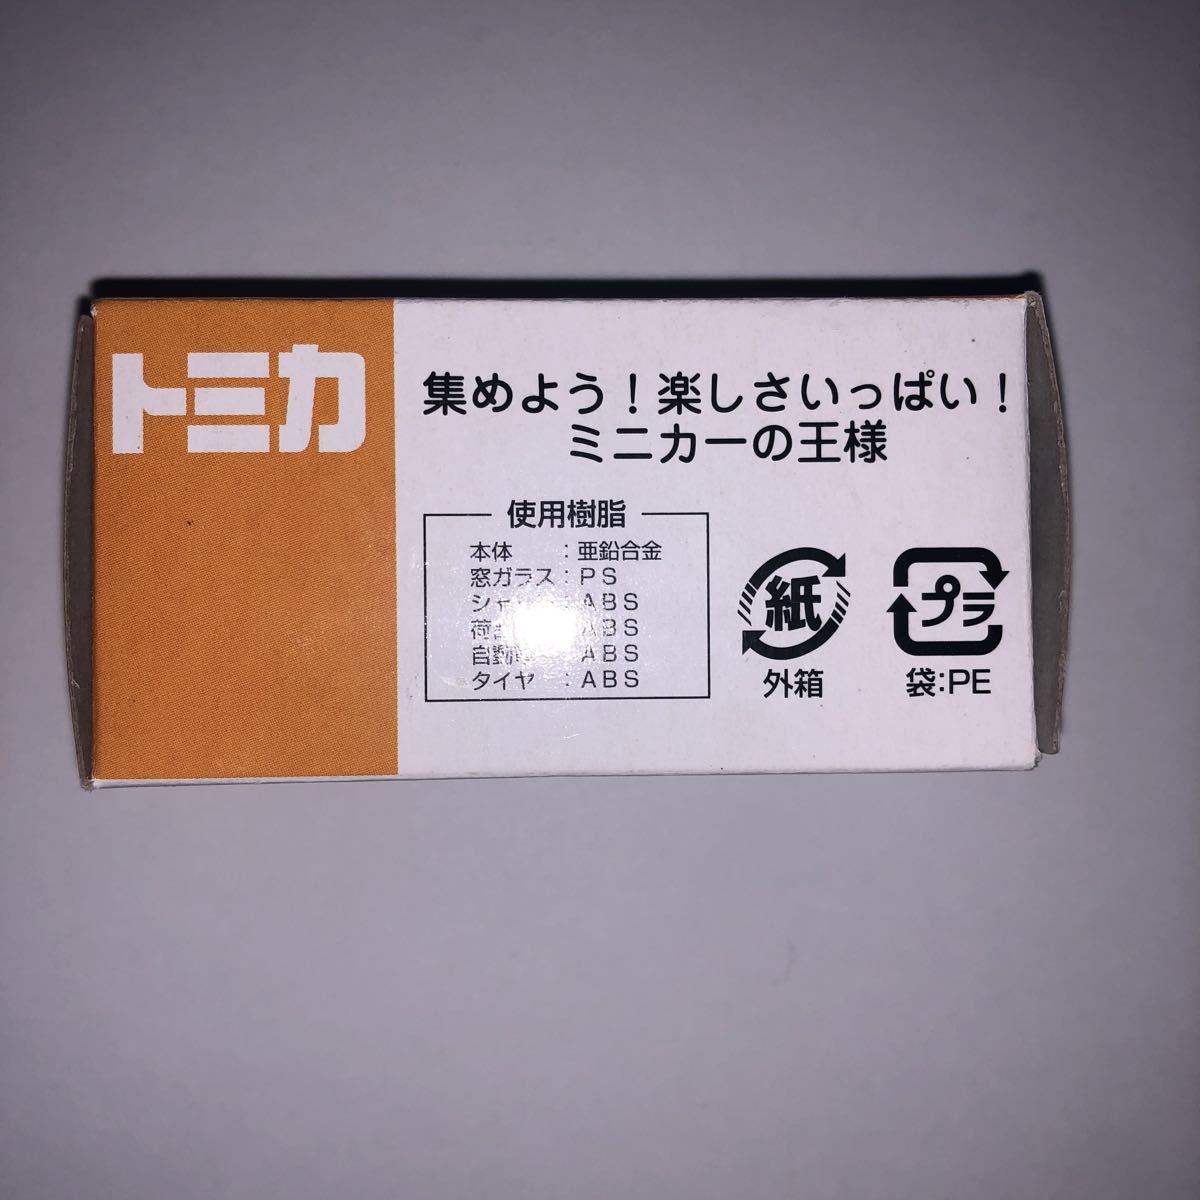 トミカ
集めよう！楽しさいっぱい！
ミニカーの王様
使用樹脂
本体 ：亜鉛合金
窓ガラス：PS
：ABS
：ABS
ABS
タイヤ ：ABS
紙
外箱
プラ
袋:PE